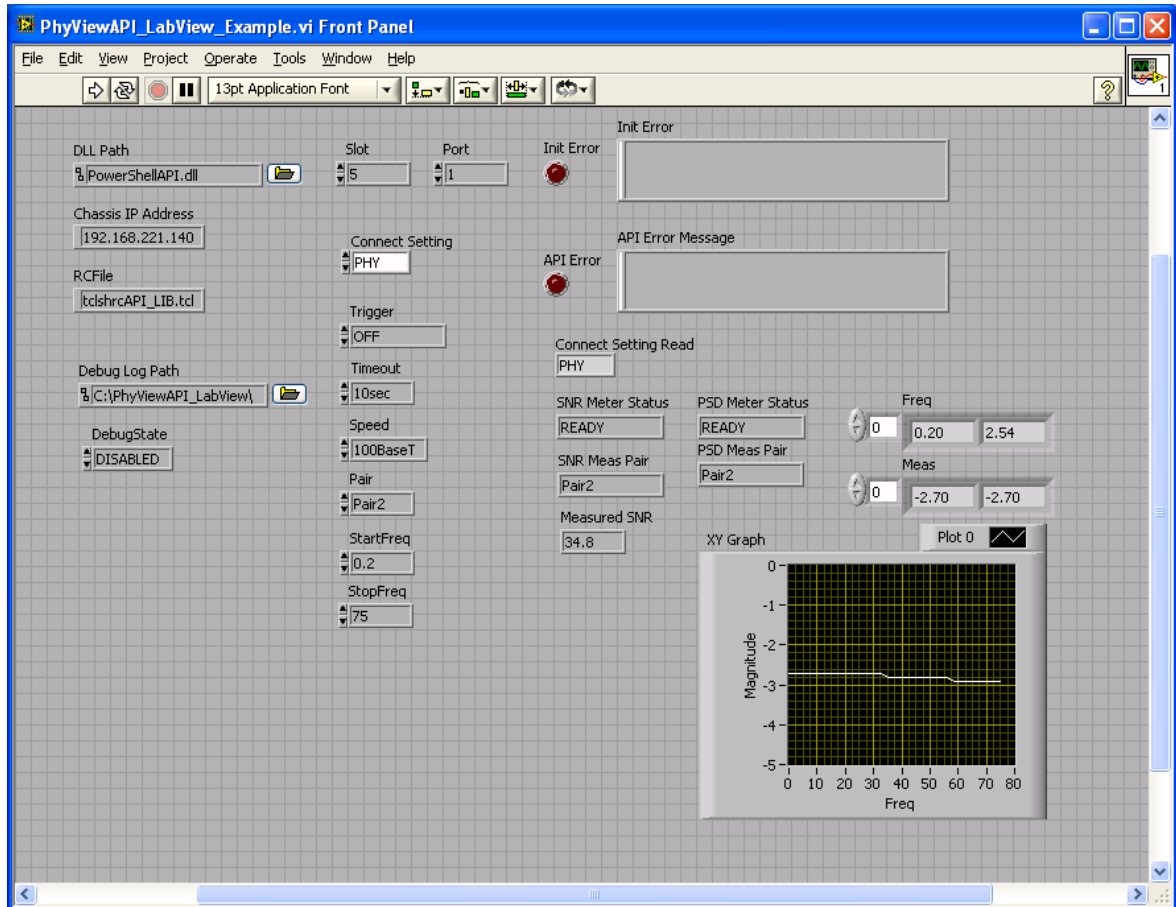 PhyViewAPI_LabView_Example.vi Front Panel
File Edit View Project Operate Tools Window Help
13pt Application Font
1
DLL Path
PowerShellAPI.dll
Chassis IP Address
192.168.221.140
RCFile
tclshrcAPI_LIB.tcl
Debug Log Path
C:\PhyViewAPI_LabView\
DebugState
DISABLED
Slot
5
Port
1
Connect Setting
PHY
Trigger
OFF
Timeout
10sec
Speed
100BaseT
Pair
Pair2
StartFreq
0.2
StopFreq
75
Init Error
Init Error
API Error
API Error Message
Connect Setting Read
PHY
SNR Meter Status
READY
SNR Meas Pair
Pair2
Measured SNR
34.8
PSD Meter Status
READY
PSD Meas Pair
Pair2
Freq
0 0.20 2.54
Meas
0 -2.70 -2.70
XY Graph
Plot 0
Magnitude
0
-1
-2
-3
-4
-5
0 10 20 30 40 50 60 70 80
Freq